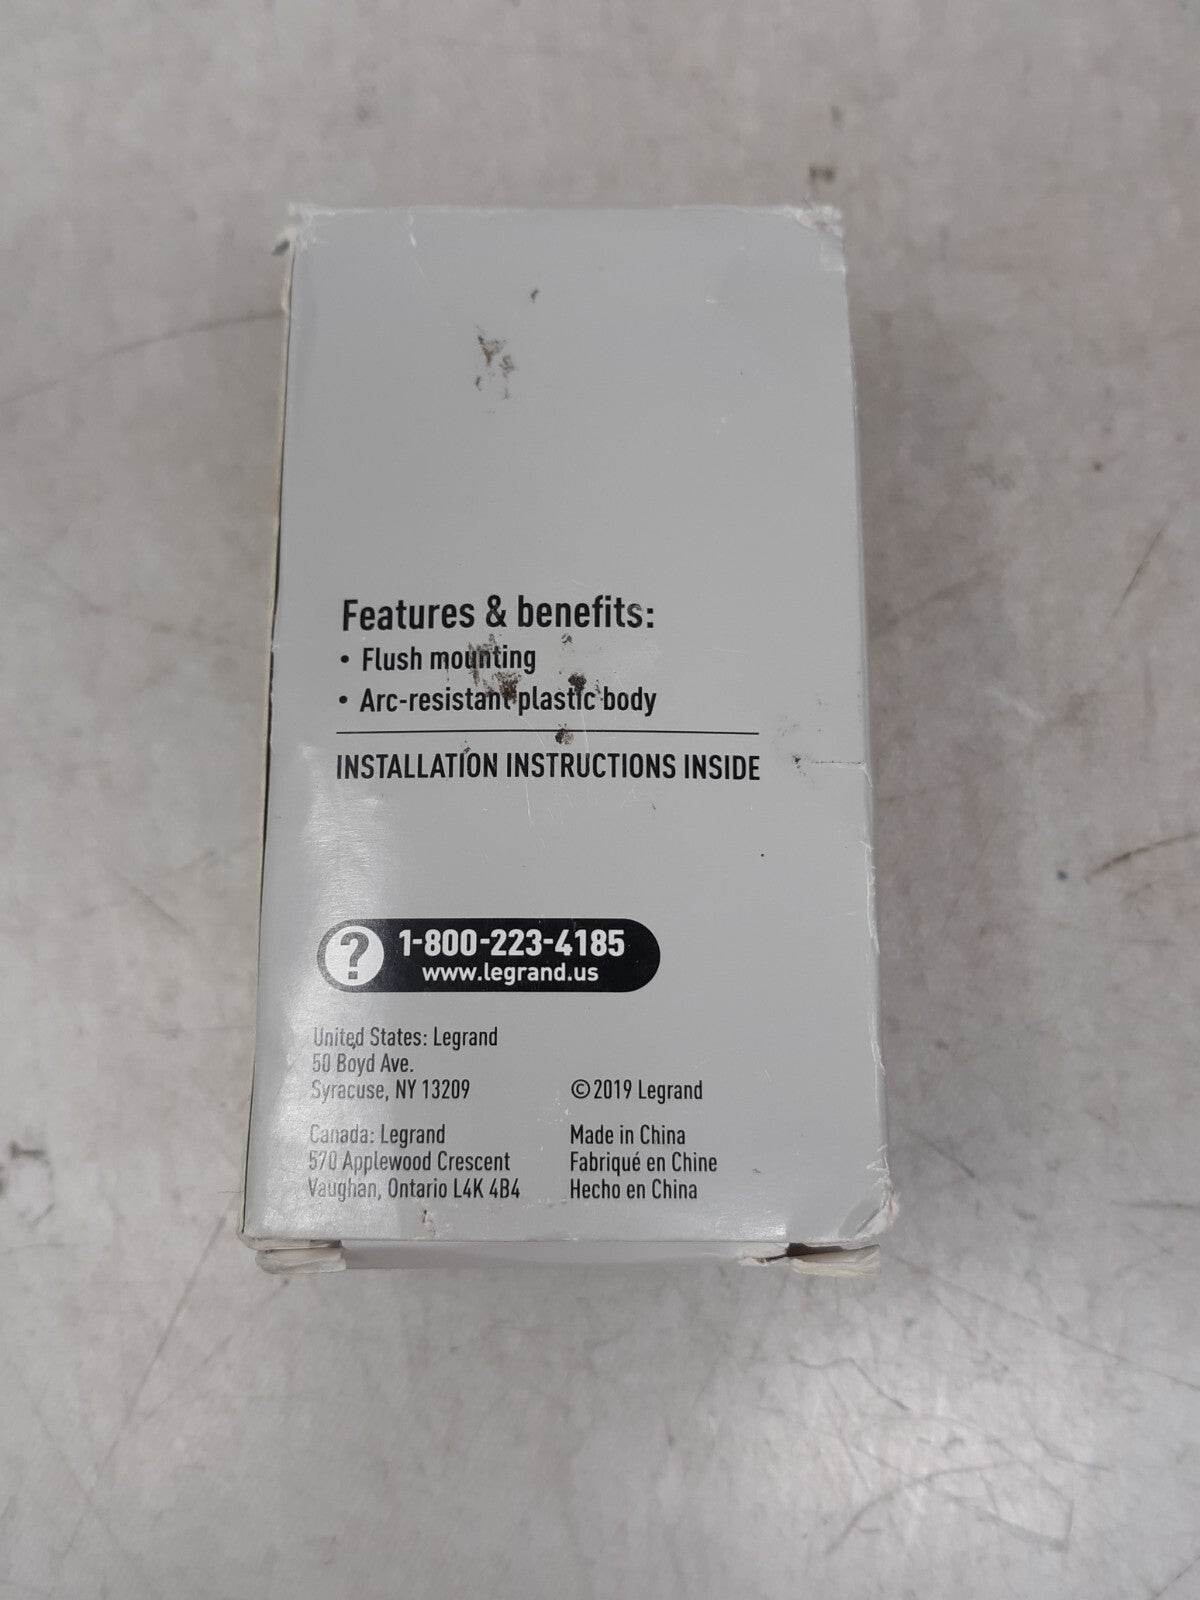 Features & benefits:
• Flush mounting
• Arc-resistant plastic body
INSTALLATION INSTRUCTIONS INSIDE
? 1-800-223-4185
www.legrand.us
United States: Legrand
50 Boyd Ave.
Syracuse, NY 13209
©2019 Legrand
Canada: Legrand
570 Applewood Crescent
Vaughan, Ontario L4K 4B4
Made in China
Fabriqué en Chine
Hecho en China